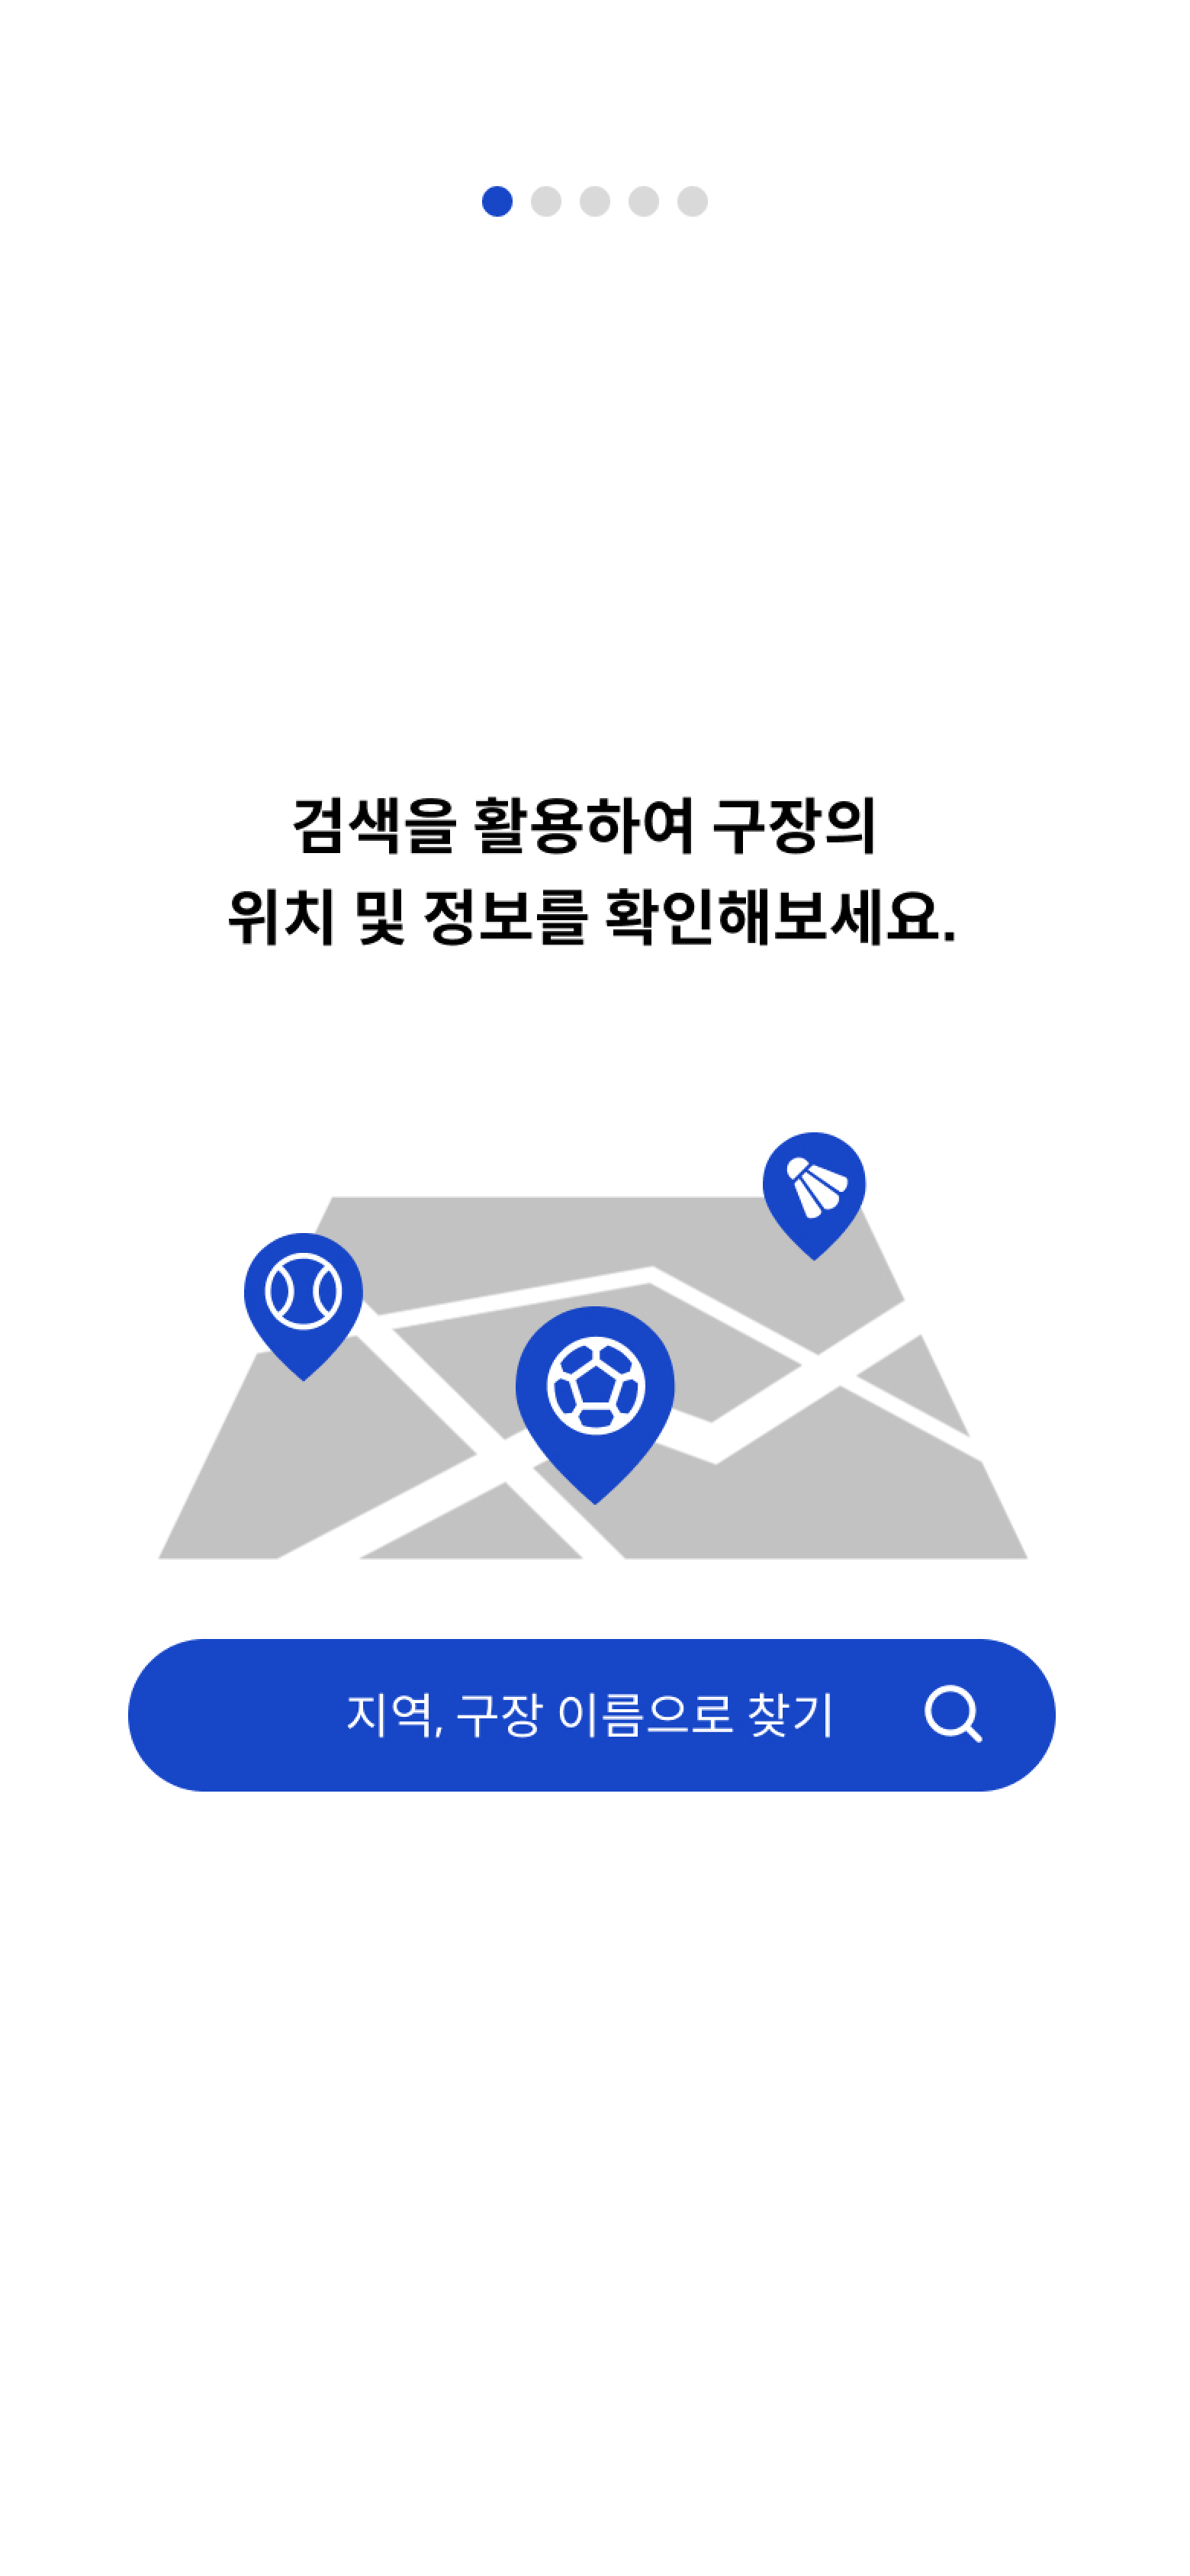 검색을 활용하여 구장의
위치 및 정보를 확인해보세요.
지역, 구장 이름으로 찾기